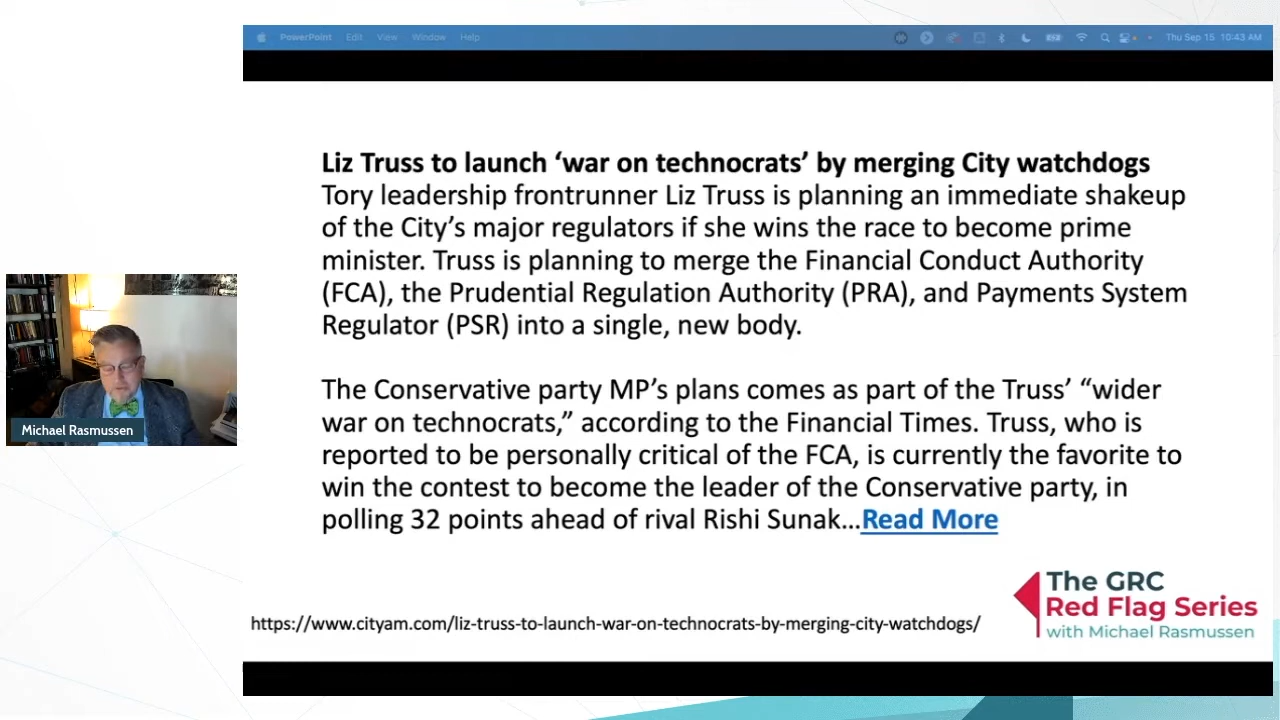 PowerPoint Edit View Window Help Thu Sep 15 10:43 AM
Liz Truss to launch ‘war on technocrats’ by merging City watchdogs
Tory leadership frontrunner Liz Truss is planning an immediate shakeup
of the City’s major regulators if she wins the race to become prime
minister. Truss is planning to merge the Financial Conduct Authority
(FCA), the Prudential Regulation Authority (PRA), and Payments System
Regulator (PSR) into a single, new body.
The Conservative party MP’s plans comes as part of the Truss’ “wider
war on technocrats,” according to the Financial Times. Truss, who is
reported to be personally critical of the FCA, is currently the favorite to
win the contest to become the leader of the Conservative party, in
polling 32 points ahead of rival Rishi Sunak...Read More
Michael Rasmussen
https://www.cityam.com/liz-truss-to-launch-war-on-technocrats-by-merging-city-watchdogs/
The GRC
Red Flag Series
with Michael Rasmussen